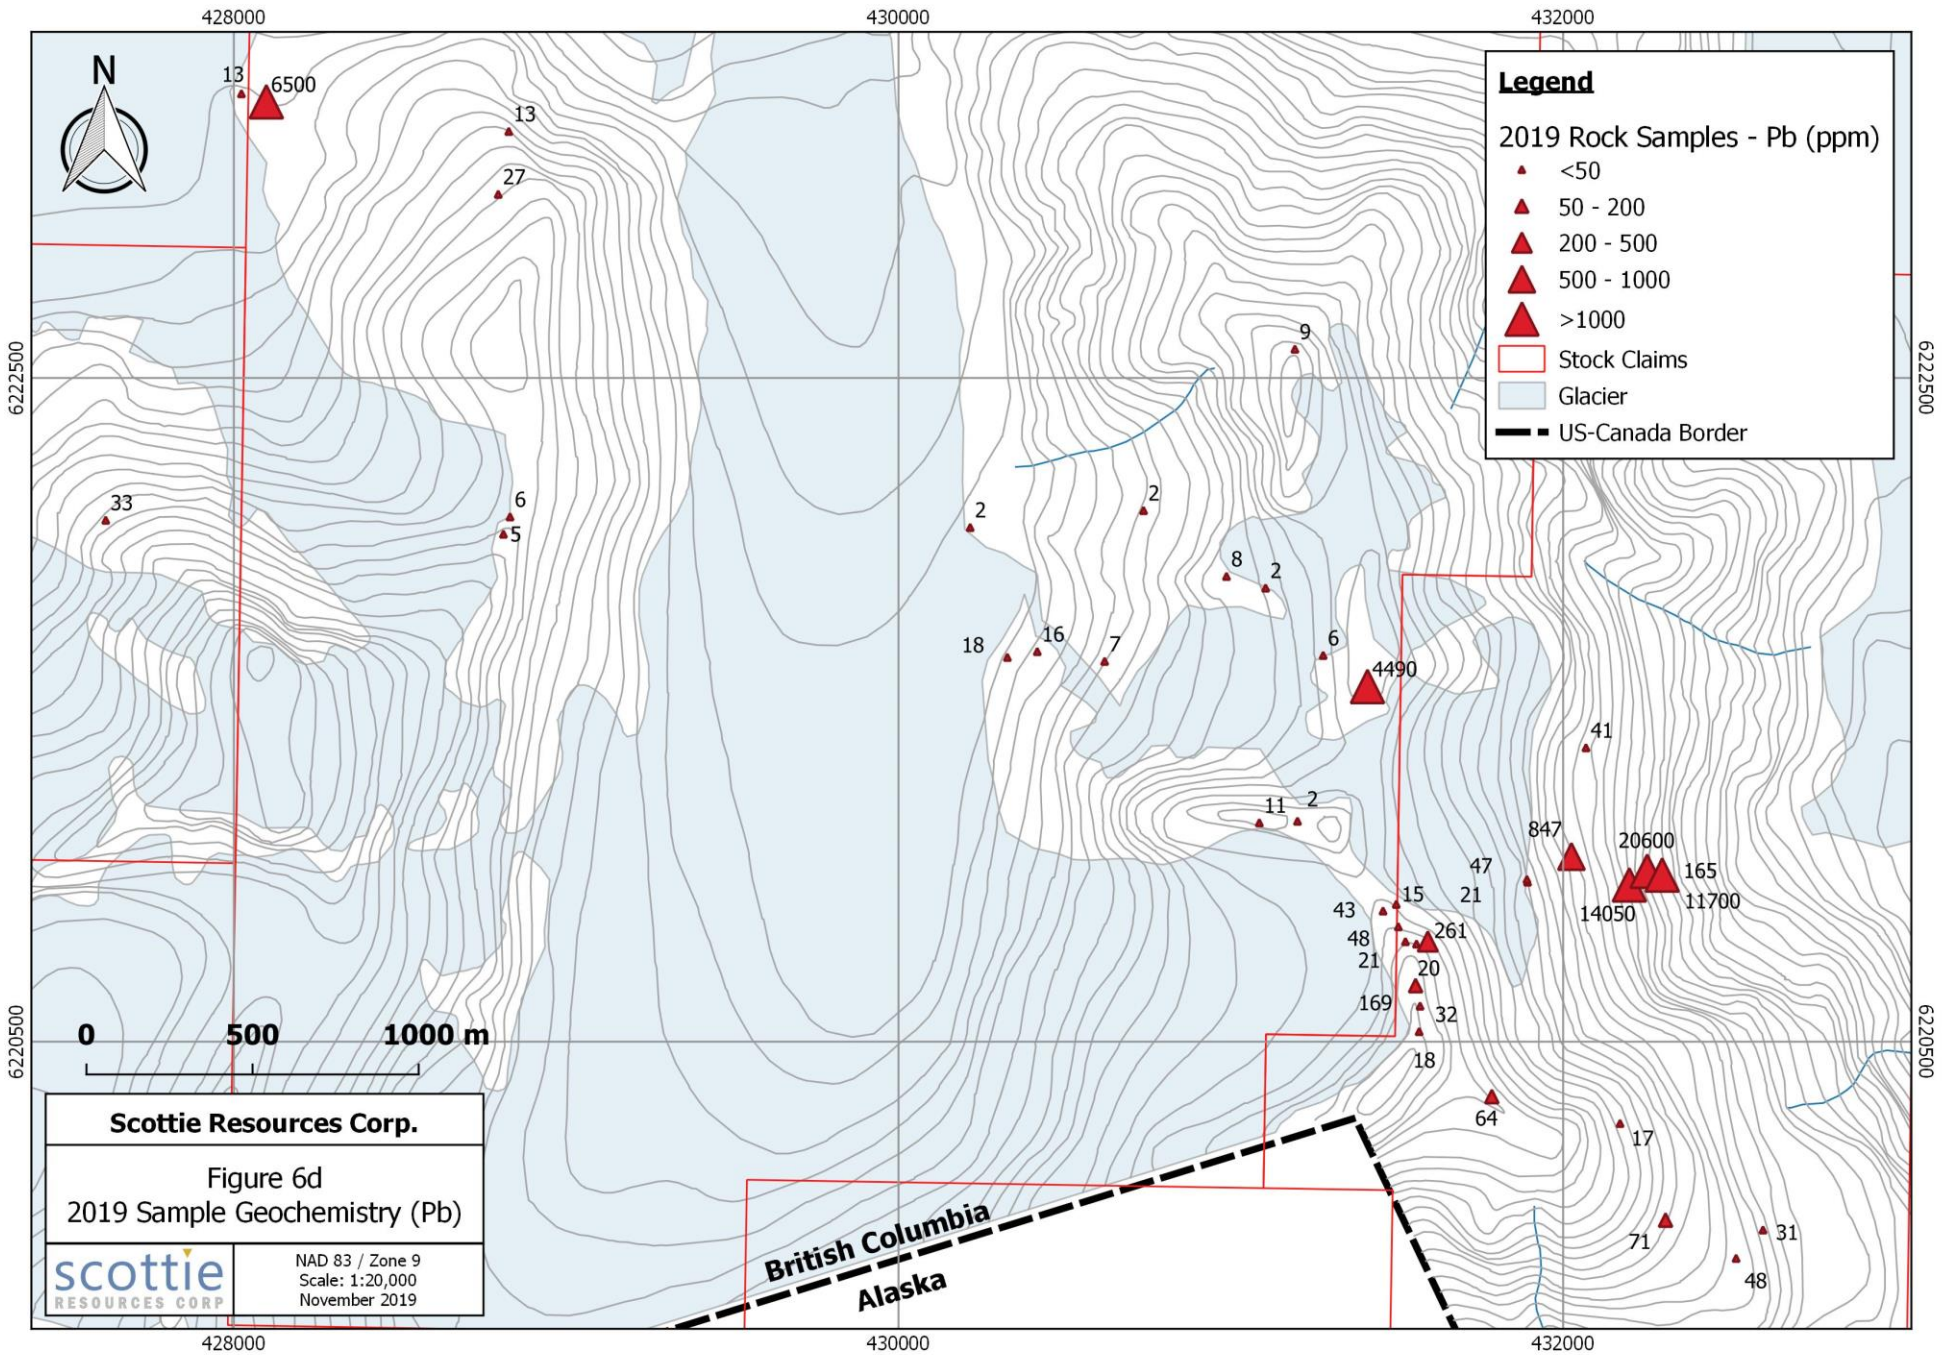 428000
430000
432000
N
13
6500
13
27
Legend
2019 Rock Samples - Pb (ppm)
<50
50 - 200
200 - 500
500 - 1000
>1000
Stock Claims
Glacier
US-Canada Border
9
6222500
6222500
33
6
5
2
2
8
2
18
16
7
6
4490
41
11
2
847
20600
47
165
21
11700
14050
15
43
261
48
21
20
169
32
18
6220500
6220500
0 500 1000 m
64
17
71
31
48
Scottie Resources Corp.
Figure 6d
2019 Sample Geochemistry (Pb)
scottie
RESOURCES CORP
NAD 83 / Zone 9
Scale: 1:20,000
November 2019
British Columbia
Alaska
428000
430000
432000